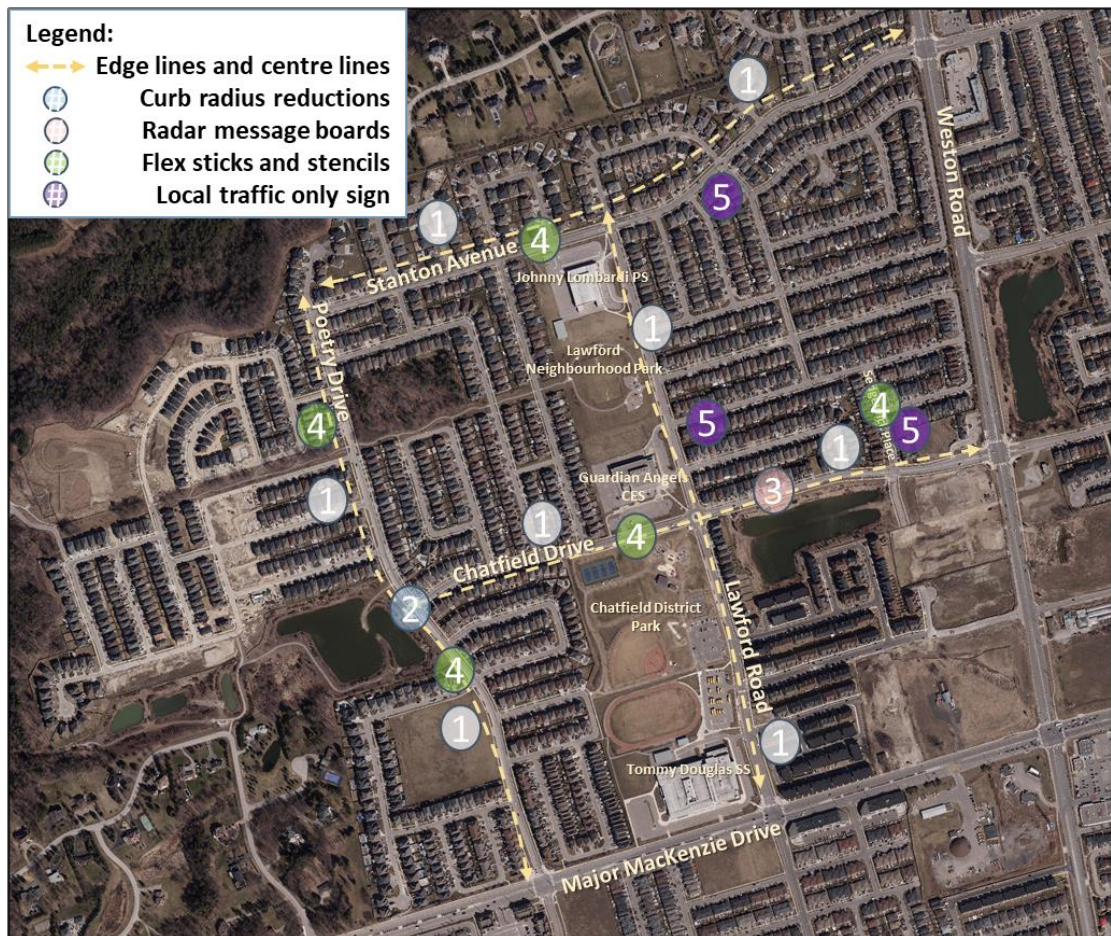 Legend:
Edge lines and centre lines
# Curb radius reductions
# Radar message boards
# Flex sticks and stencils
# Local traffic only sign
1
Weston Road
5
1
4
Stanton Avenue
Johnny Lombardi PS
Poetry Drive
1
Lawford
Neighbourhood Park
4
4
5
5
Place
1
Guardian Angels
CES
3
1
1
4
Chatfield Drive
2
Chatfield District
Park
Lawford Road
4
1
1
Tommy Douglas SS
Major MacKenzie Drive